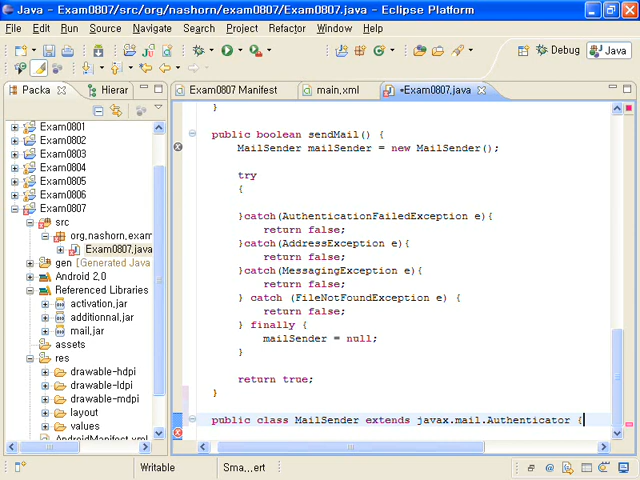 Java - Exam0807/src/org/nashorn/exam0807/Exam0807.java - Eclipse Platform
File Edit Run Source Navigate Search Project Refactor Window Help
Debug Java
Packa Hierar
Exam0807 Manifest main.xml *Exam0807.java
Exam0801
Exam0802
Exam0803
Exam0804
Exam0805
Exam0806
Exam0807
src
org.nashorn.exam
Exam0807.java
gen [Generated Java
Android 2.0
Referenced Libraries
activation.jar
additionnal.jar
mail.jar
assets
res
drawable-hdpi
drawable-ldpi
drawable-mdpi
layout
values
AndroidManifest.xml
}
public boolean sendMail() {
MailSender mailSender = new MailSender();
try
{
}catch(AuthenticationFailedException e){
return false;
}catch(AddressException e){
return false;
}catch(MessagingException e){
return false;
} catch (FileNotFoundException e) {
return false;
} finally {
mailSender = null;
}
return true;
}
public class MailSender extends javax.mail.Authenticator {
Writable Sma...ert